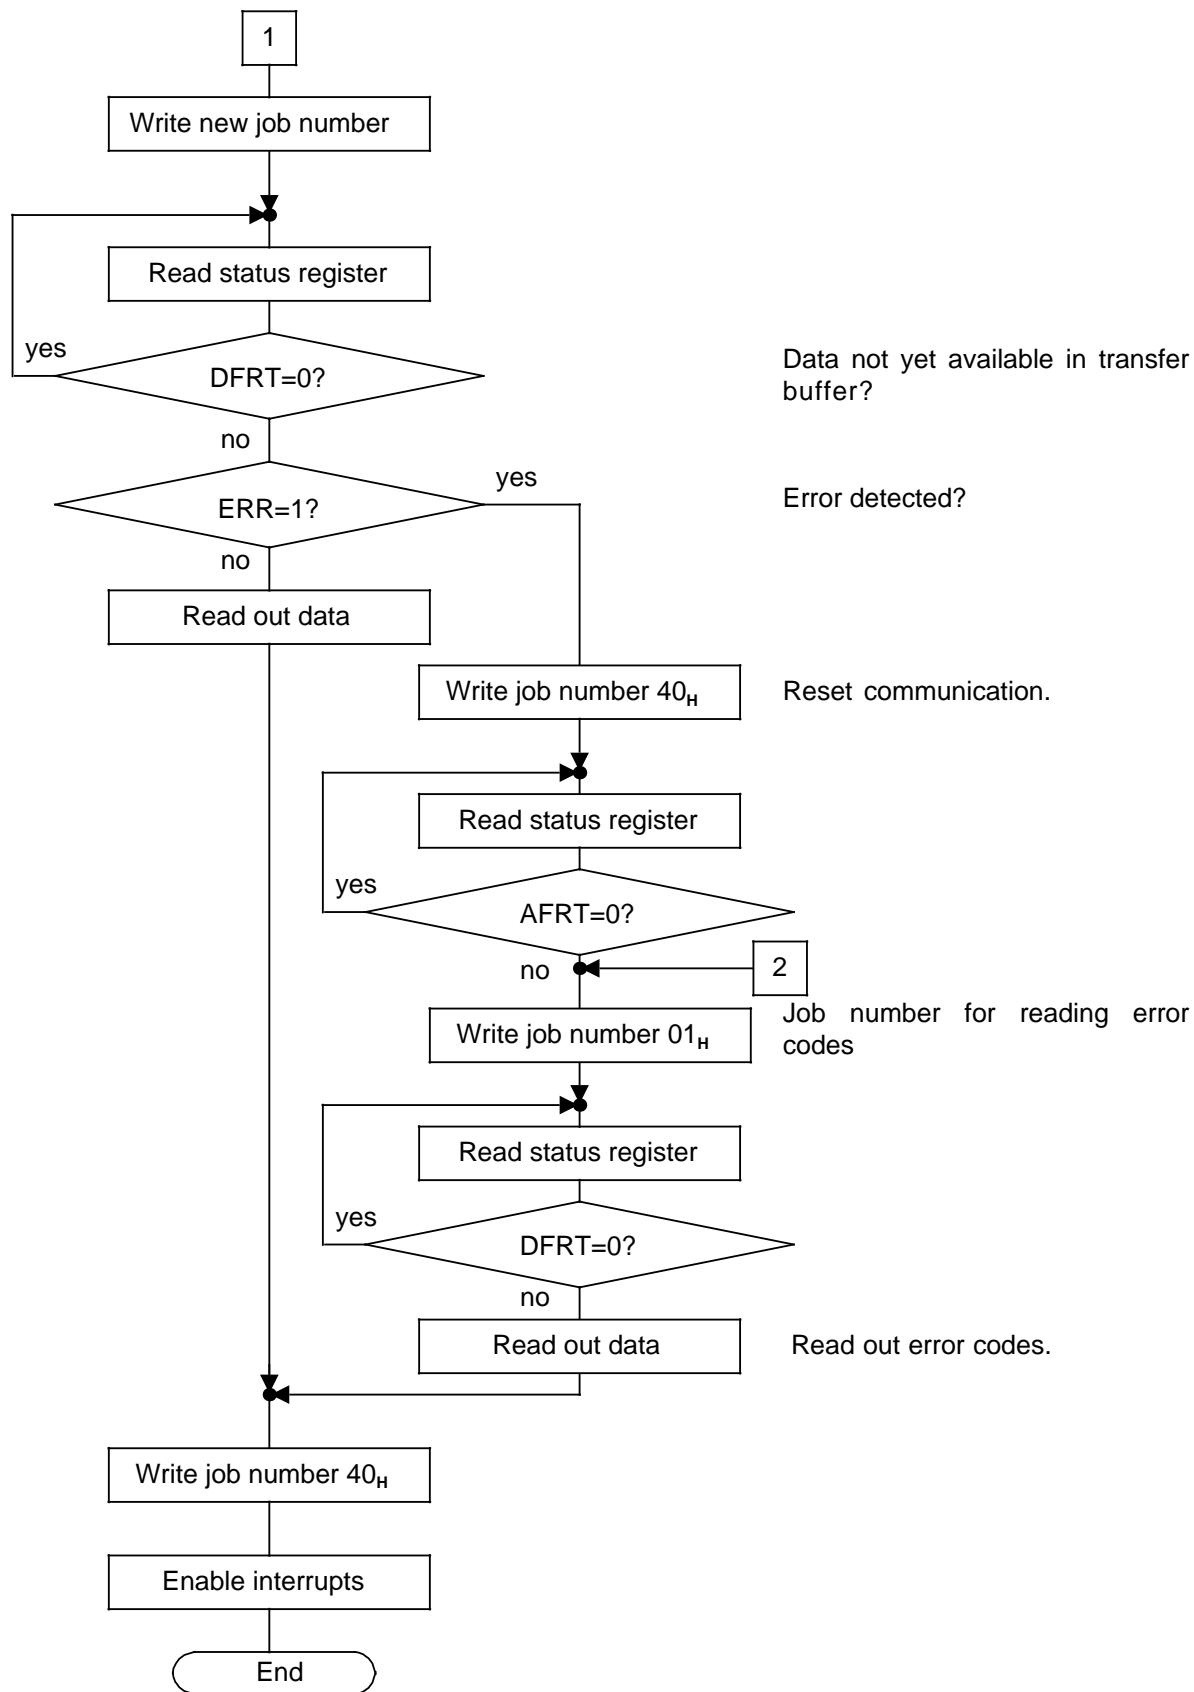 1
Write new job number
Read status register
yes
DFRT=0?
Data not yet available in transfer
buffer?
no
yes
ERR=1?
Error detected?
no
Read out data
Write job number 40H
Reset communication.
Read status register
yes
AFRT=0?
no
2
Job number for reading error
codes
Write job number 01H
Read status register
yes
DFRT=0?
no
Read out data
Read out error codes.
Write job number 40H
Enable interrupts
End